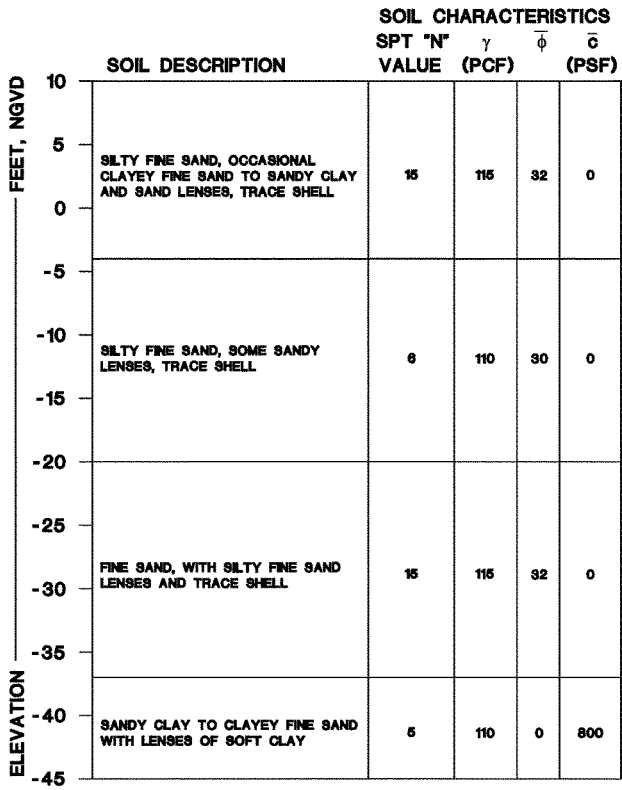 SOIL CHARACTERISTICS
SPT "N" γ ϕ̅ c̅
SOIL DESCRIPTION VALUE (PCF) (PSF)
FEET, NGVD
ELEVATION
10
5
SILTY FINE SAND, OCCASIONAL
CLAYEY FINE SAND TO SANDY CLAY 15 115 32 0
AND SAND LENSES, TRACE SHELL
0
-5
-10
SILTY FINE SAND, SOME SANDY 6 110 30 0
LENSES, TRACE SHELL
-15
-20
-25
FINE SAND, WITH SILTY FINE SAND 15 115 32 0
LENSES AND TRACE SHELL
-30
-35
-40
SANDY CLAY TO CLAYEY FINE SAND 5 110 0 800
WITH LENSES OF SOFT CLAY
-45